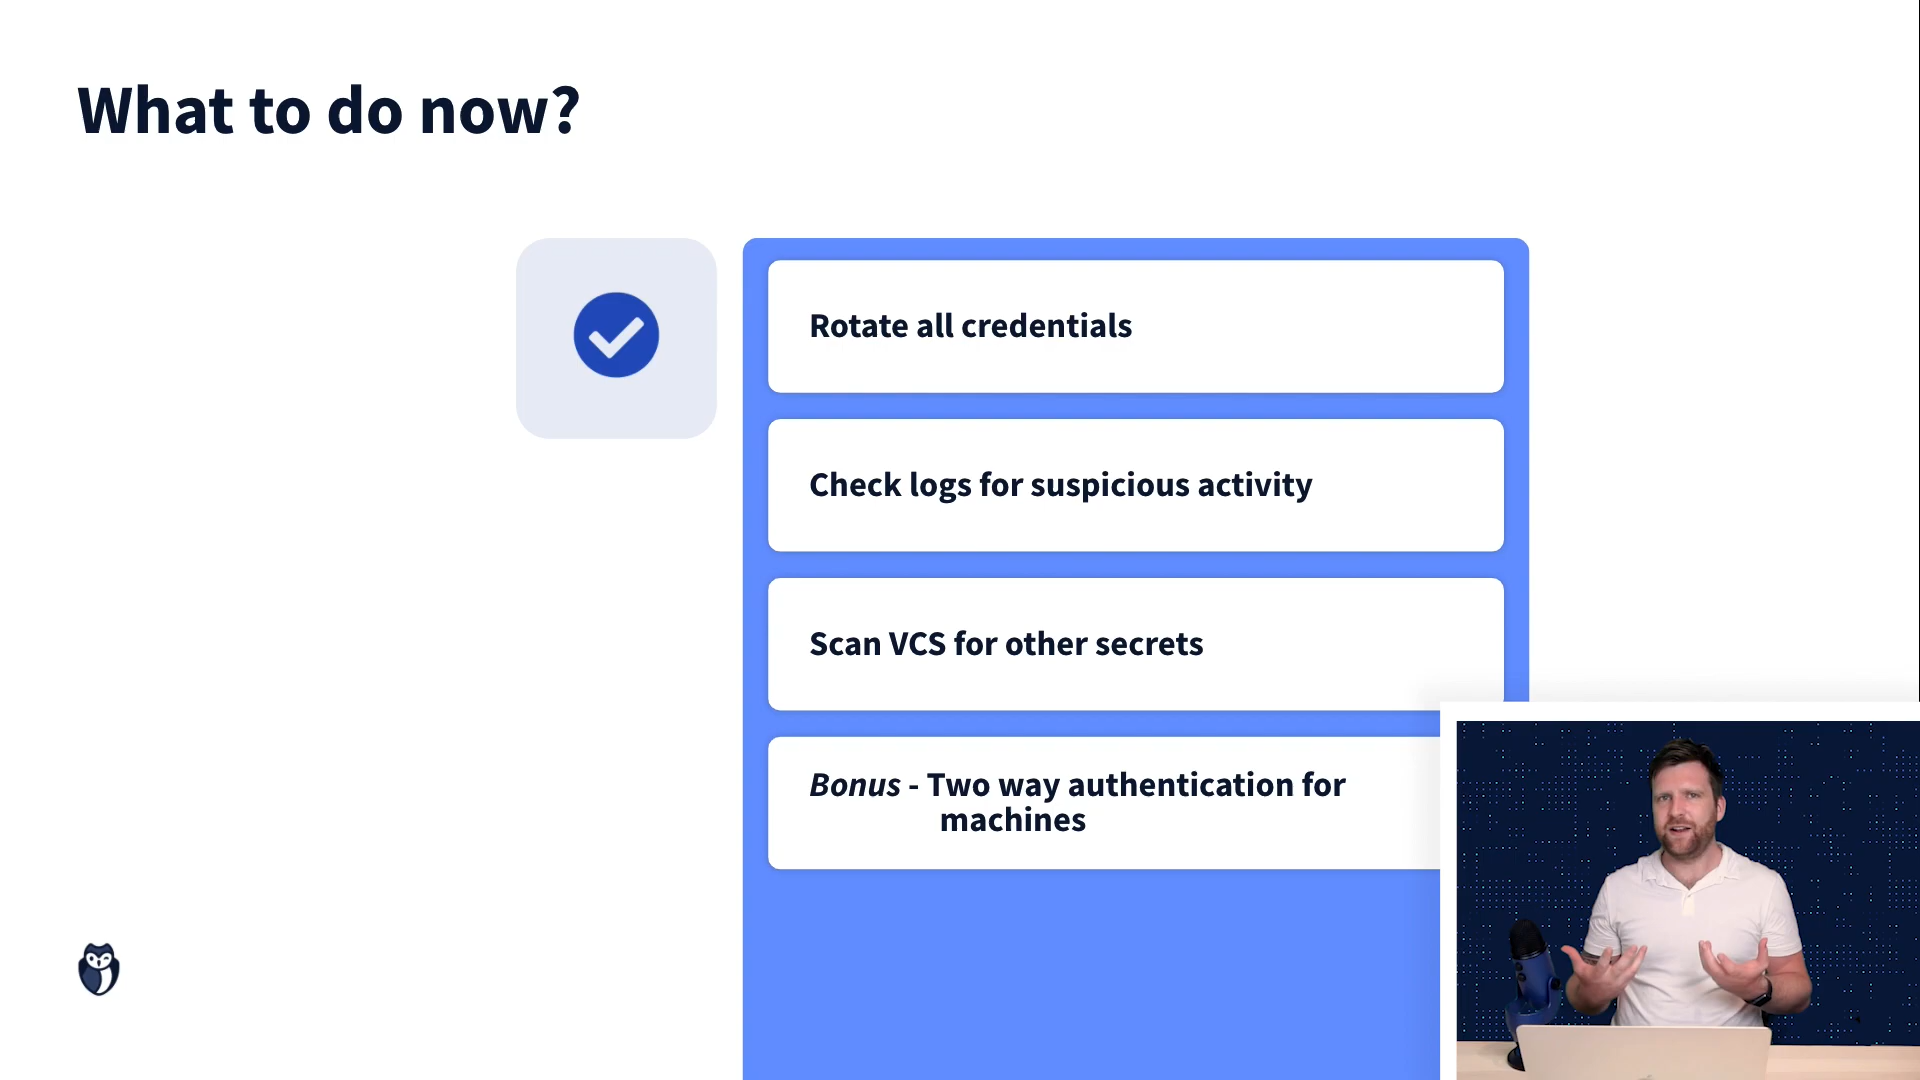 What to do now?
Rotate all credentials
Check logs for suspicious activity
Scan VCS for other secrets
Bonus - Two way authentication for
machines